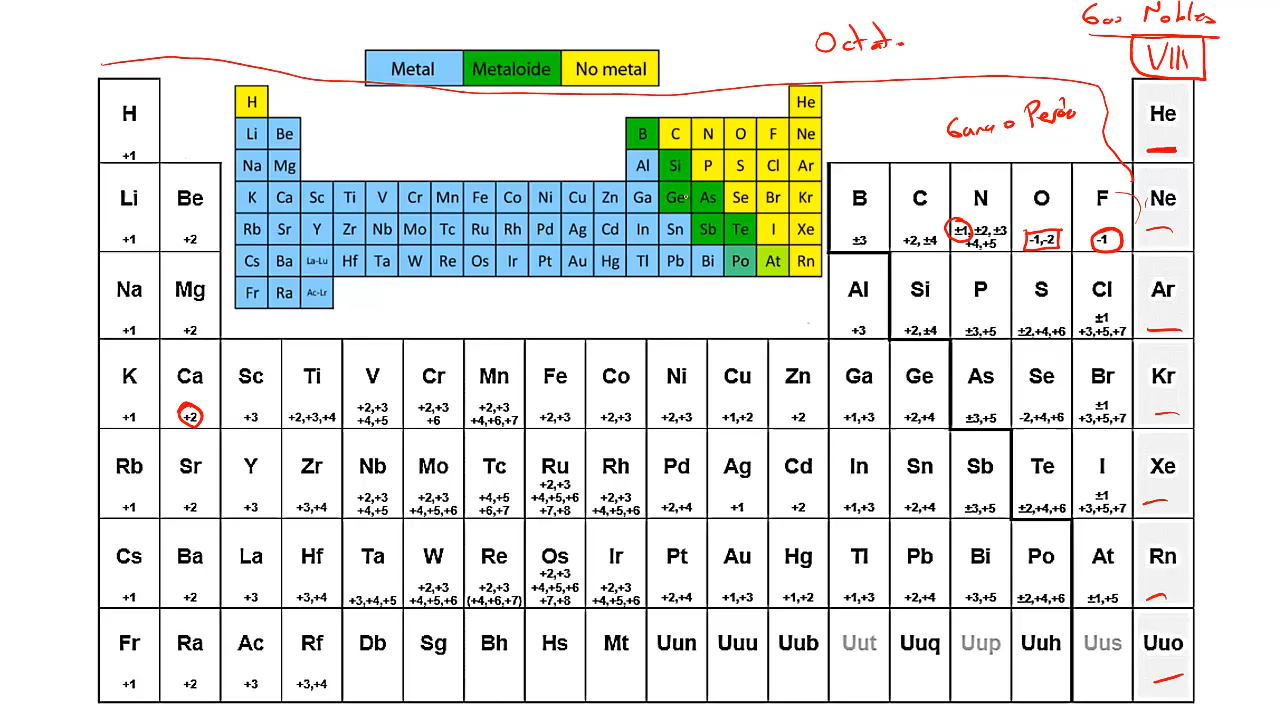 Gas Nobles
VIII
Octat.
Metal Metaloide No metal
Gana o Perdo
H He
+1
H He
Li Be B C N O F Ne
Na Mg Al Si P S Cl Ar
K Ca Sc Ti V Cr Mn Fe Co Ni Cu Zn Ga Ge As Se Br Kr
Rb Sr Y Zr Nb Mo Tc Ru Rh Pd Ag Cd In Sn Sb Te I Xe
Cs Ba La-Lu Hf Ta W Re Os Ir Pt Au Hg Tl Pb Bi Po At Rn
Fr Ra Ac-Lr
Li Be B C N O F Ne
+1 +2 ±3 +2, ±4 ±1, ±2, ±3 -1,-2 -1
+4,+5
Na Mg Al Si P S Cl Ar
±1
+1 +2 +3 +2, ±4 ±3,+5 ±2,+4,+6 +3,+5,+7
K Ca Sc Ti V Cr Mn Fe Co Ni Cu Zn Ga Ge As Se Br Kr
+2,+3 +2,+3 +2,+3 ±1
+1 +2 +3 +2,+3,+4 +4,+5 +6 +4,+6,+7 +2,+3 +2,+3 +2,+3 +1,+2 +2 +1,+3 +2,+4 ±3,+5 -2,+4,+6 +3,+5,+7
Rb Sr Y Zr Nb Mo Tc Ru Rh Pd Ag Cd In Sn Sb Te I Xe
+2,+3 +2,+3 +4,+5 +2,+3 +2,+3 ±1
+4,+5,+6
+1 +2 +3 +3,+4 +4,+5 +4,+5,+6 +6,+7 +7,+8 +4,+5,+6 +2,+4 +1 +2 +1,+3 +2,+4 ±3,+5 ±2,+4,+6 +3,+5,+7
Cs Ba La Hf Ta W Re Os Ir Pt Au Hg Tl Pb Bi Po At Rn
+2,+3 +2,+3 +2,+3 +2,+3
+4,+5,+6
+1 +2 +3 +3,+4 +3,+4,+5 +4,+5,+6 (+4,+6,+7) +7,+8 +4,+5,+6 +2,+4 +1,+3 +1,+2 +1,+3 +2,+4 +3,+5 ±2,+4,+6 ±1,+5
Fr Ra Ac Rf Db Sg Bh Hs Mt Uun Uuu Uub Uut Uuq Uup Uuh Uus Uuo
+1 +2 +3 +3,+4